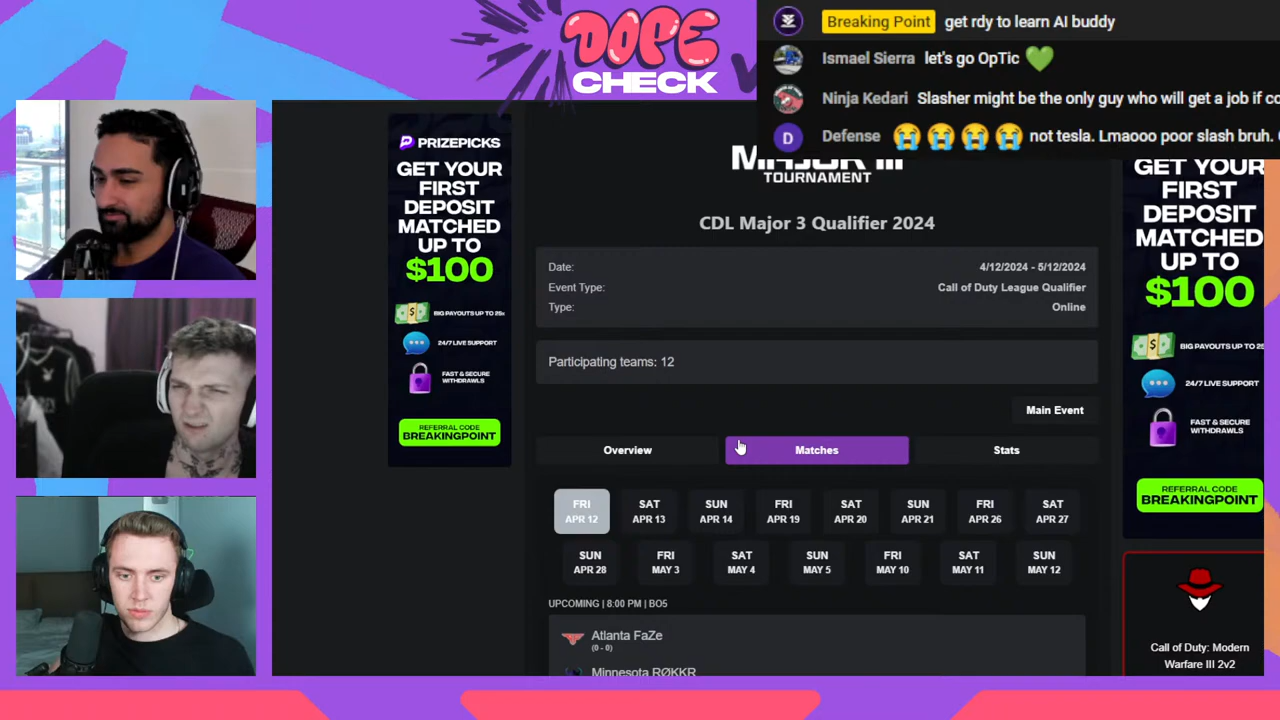 DOPE
CHECK
Breaking Point get rdy to learn AI buddy
Ismael Sierra let's go OpTic 💚
Ninja Kedari Slasher might be the only guy who will get a job if
D Defense 😭😭😭😭 not tesla. Lmaooo poor slash bruh.
PRIZEPICKS
GET YOUR
FIRST
DEPOSIT
MATCHED
UP TO
$100
BIG PAYOUTS UP TO 25x
24/7 LIVE SUPPORT
FAST & SECURE
WITHDRAWLS
REFERRAL CODE
BREAKINGPOINT
MAJOR III
TOURNAMENT
CDL Major 3 Qualifier 2024
Date: 4/12/2024 - 5/12/2024
Event Type: Call of Duty League Qualifier
Type: Online
Participating teams: 12
Main Event
Overview Matches Stats
FRI SAT SUN FRI SAT SUN FRI SAT
APR 12 APR 13 APR 14 APR 19 APR 20 APR 21 APR 26 APR 27
SUN FRI SAT SUN FRI SAT SUN
APR 28 MAY 3 MAY 4 MAY 5 MAY 10 MAY 11 MAY 12
UPCOMING | 8:00 PM | BO5
Atlanta FaZe
(0 - 0)
Minnesota RØKKR
GET YOUR
FIRST
DEPOSIT
MATCHED
UP TO
$100
BIG PAYOUTS UP TO
24/7 LIVE SUPPORT
FAST & SECURE
WITHDRAWLS
REFERRAL CODE
BREAKINGPOINT
Call of Duty: Modern
Warfare III 2v2